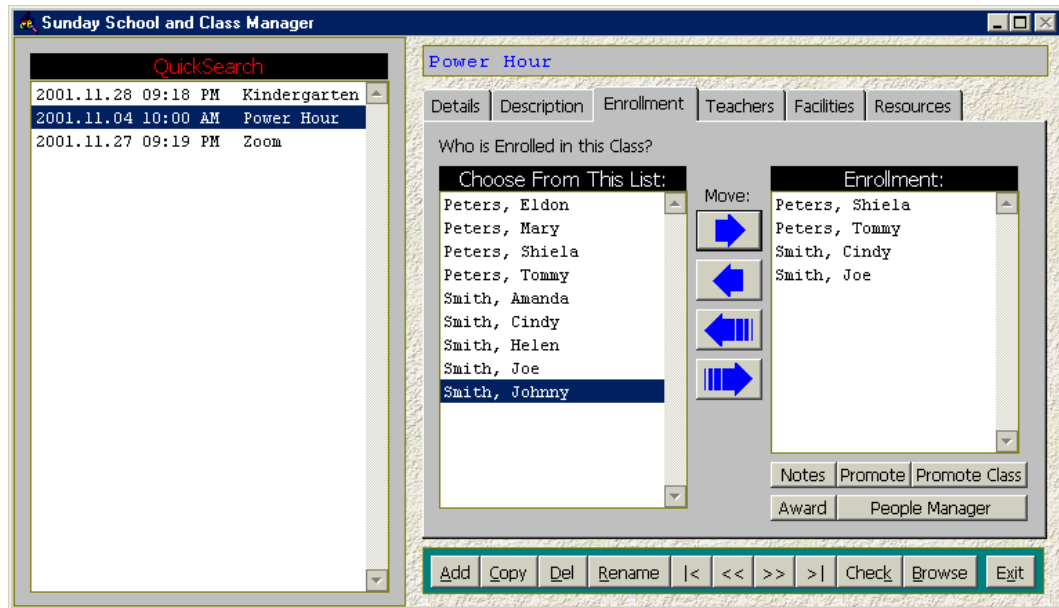 Sunday School and Class Manager
QuickSearch
2001.11.28 09:18 PM Kindergarten
2001.11.04 10:00 AM Power Hour
2001.11.27 09:19 PM Zoom
Power Hour
Details Description Enrollment Teachers Facilities Resources
Who is Enrolled in this Class?
Choose From This List:
Peters, Eldon
Peters, Mary
Peters, Shiela
Peters, Tommy
Smith, Amanda
Smith, Cindy
Smith, Helen
Smith, Joe
Smith, Johnny
Move:
Enrollment:
Peters, Shiela
Peters, Tommy
Smith, Cindy
Smith, Joe
Notes Promote Promote Class
Award People Manager
Add Copy Del Rename |< << >> >| Check Browse Exit